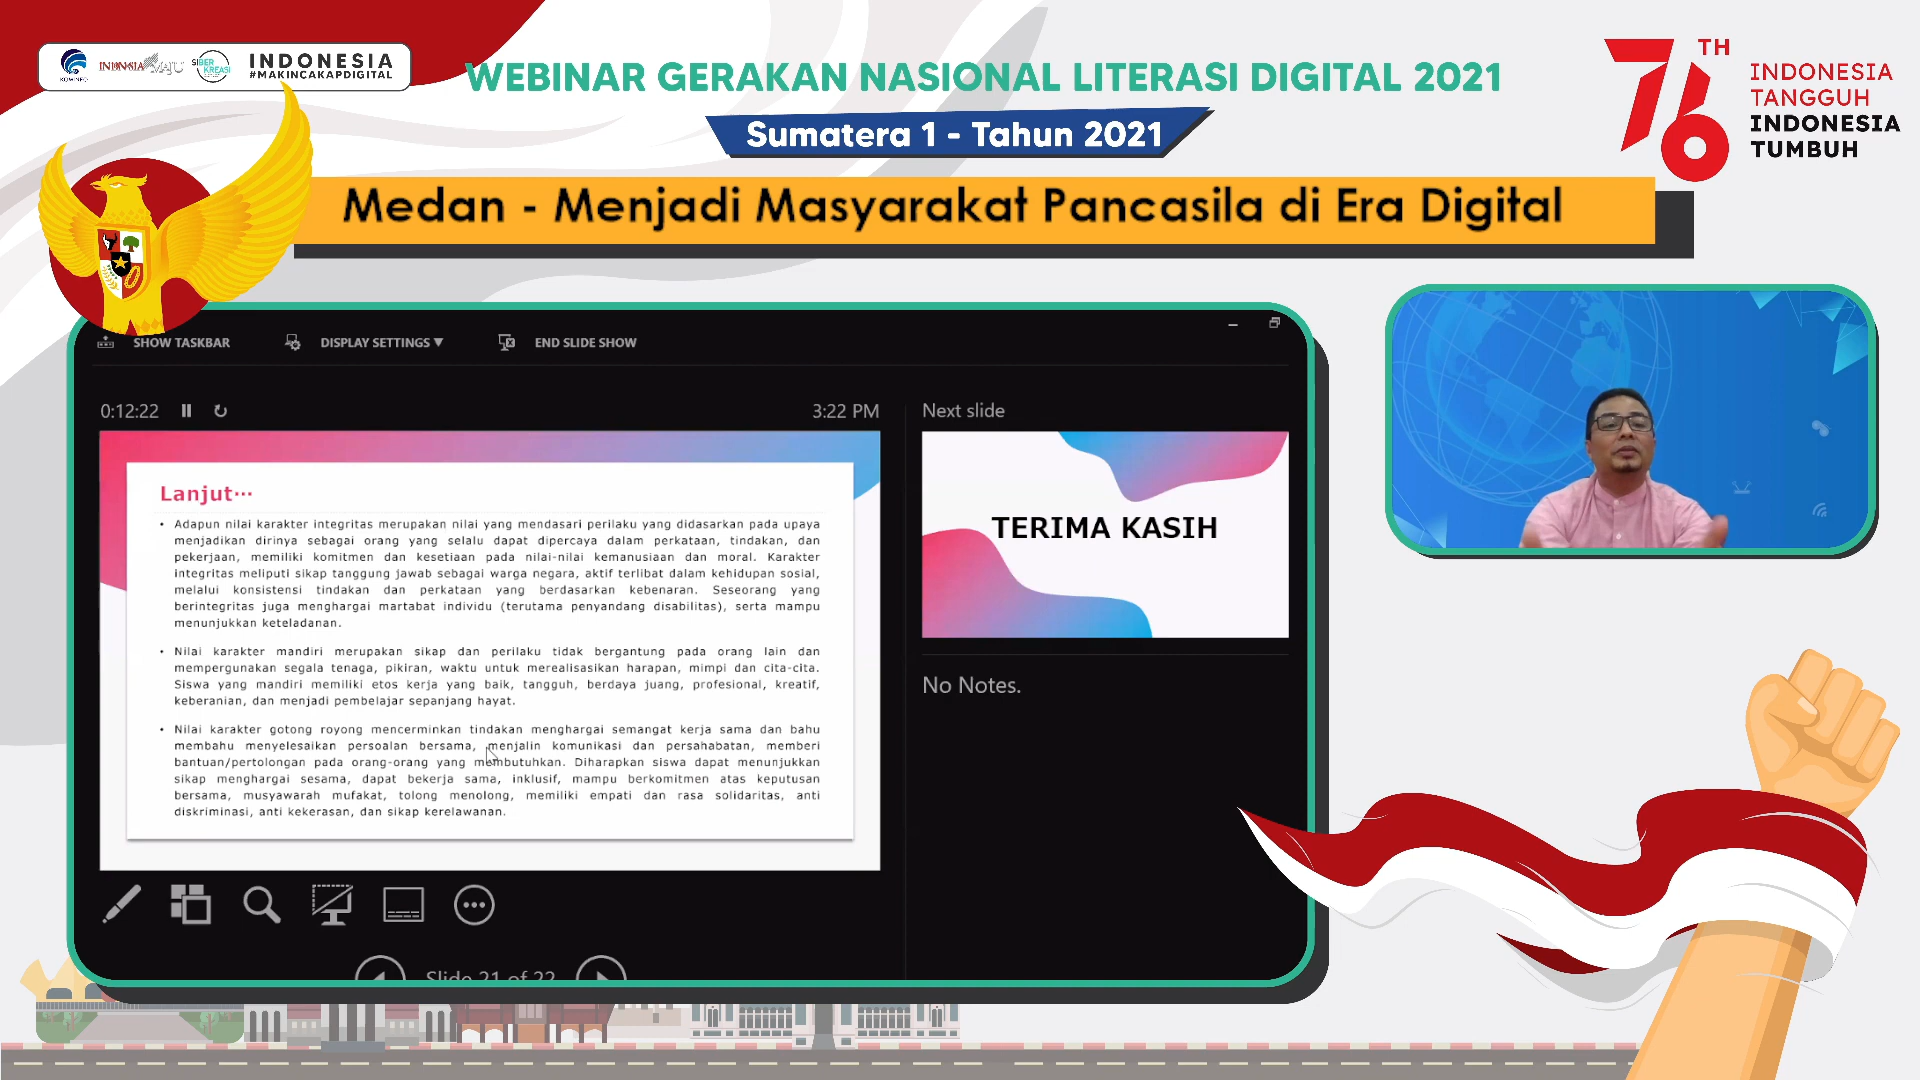 KOMINFO
INDONESIA MAJU
SIBER KREASI
INDONESIA
#MAKINCAKAPDIGITAL
WEBINAR GERAKAN NASIONAL LITERASI DIGITAL 2021
Sumatera 1 - Tahun 2021
Medan - Menjadi Masyarakat Pancasila di Era Digital
76 TH
INDONESIA
TANGGUH
INDONESIA
TUMBUH
SHOW TASKBAR
DISPLAY SETTINGS ▼
END SLIDE SHOW
0:12:22
3:22 PM
Lanjut···
• Adapun nilai karakter integritas merupakan nilai yang mendasari perilaku yang didasarkan pada upaya
menjadikan dirinya sebagai orang yang selalu dapat dipercaya dalam perkataan, tindakan, dan
pekerjaan, memiliki komitmen dan kesetiaan pada nilai-nilai kemanusiaan dan moral. Karakter
integritas meliputi sikap tanggung jawab sebagai warga negara, aktif terlibat dalam kehidupan sosial,
melalui konsistensi tindakan dan perkataan yang berdasarkan kebenaran. Seseorang yang
berintegritas juga menghargai martabat individu (terutama penyandang disabilitas), serta mampu
menunjukkan keteladanan.
• Nilai karakter mandiri merupakan sikap dan perilaku tidak bergantung pada orang lain dan
mempergunakan segala tenaga, pikiran, waktu untuk merealisasikan harapan, mimpi dan cita-cita.
Siswa yang mandiri memiliki etos kerja yang baik, tangguh, berdaya juang, profesional, kreatif,
keberanian, dan menjadi pembelajar sepanjang hayat.
• Nilai karakter gotong royong mencerminkan tindakan menghargai semangat kerja sama dan bahu
membahu menyelesaikan persoalan bersama, menjalin komunikasi dan persahabatan, memberi
bantuan/pertolongan pada orang-orang yang membutuhkan. Diharapkan siswa dapat menunjukkan
sikap menghargai sesama, dapat bekerja sama, inklusif, mampu berkomitmen atas keputusan
bersama, musyawarah mufakat, tolong menolong, memiliki empati dan rasa solidaritas, anti
diskriminasi, anti kekerasan, dan sikap kerelawanan.
Next slide
TERIMA KASIH
No Notes.
Slide 21 of 22